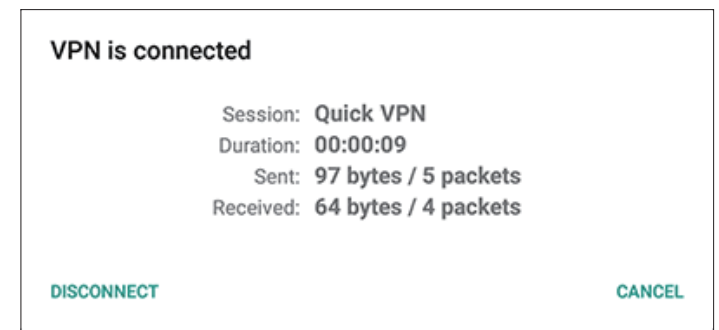 VPN is connected
Session: Quick VPN
Duration: 00:00:09
Sent: 97 bytes / 5 packets
Received: 64 bytes / 4 packets
DISCONNECT CANCEL